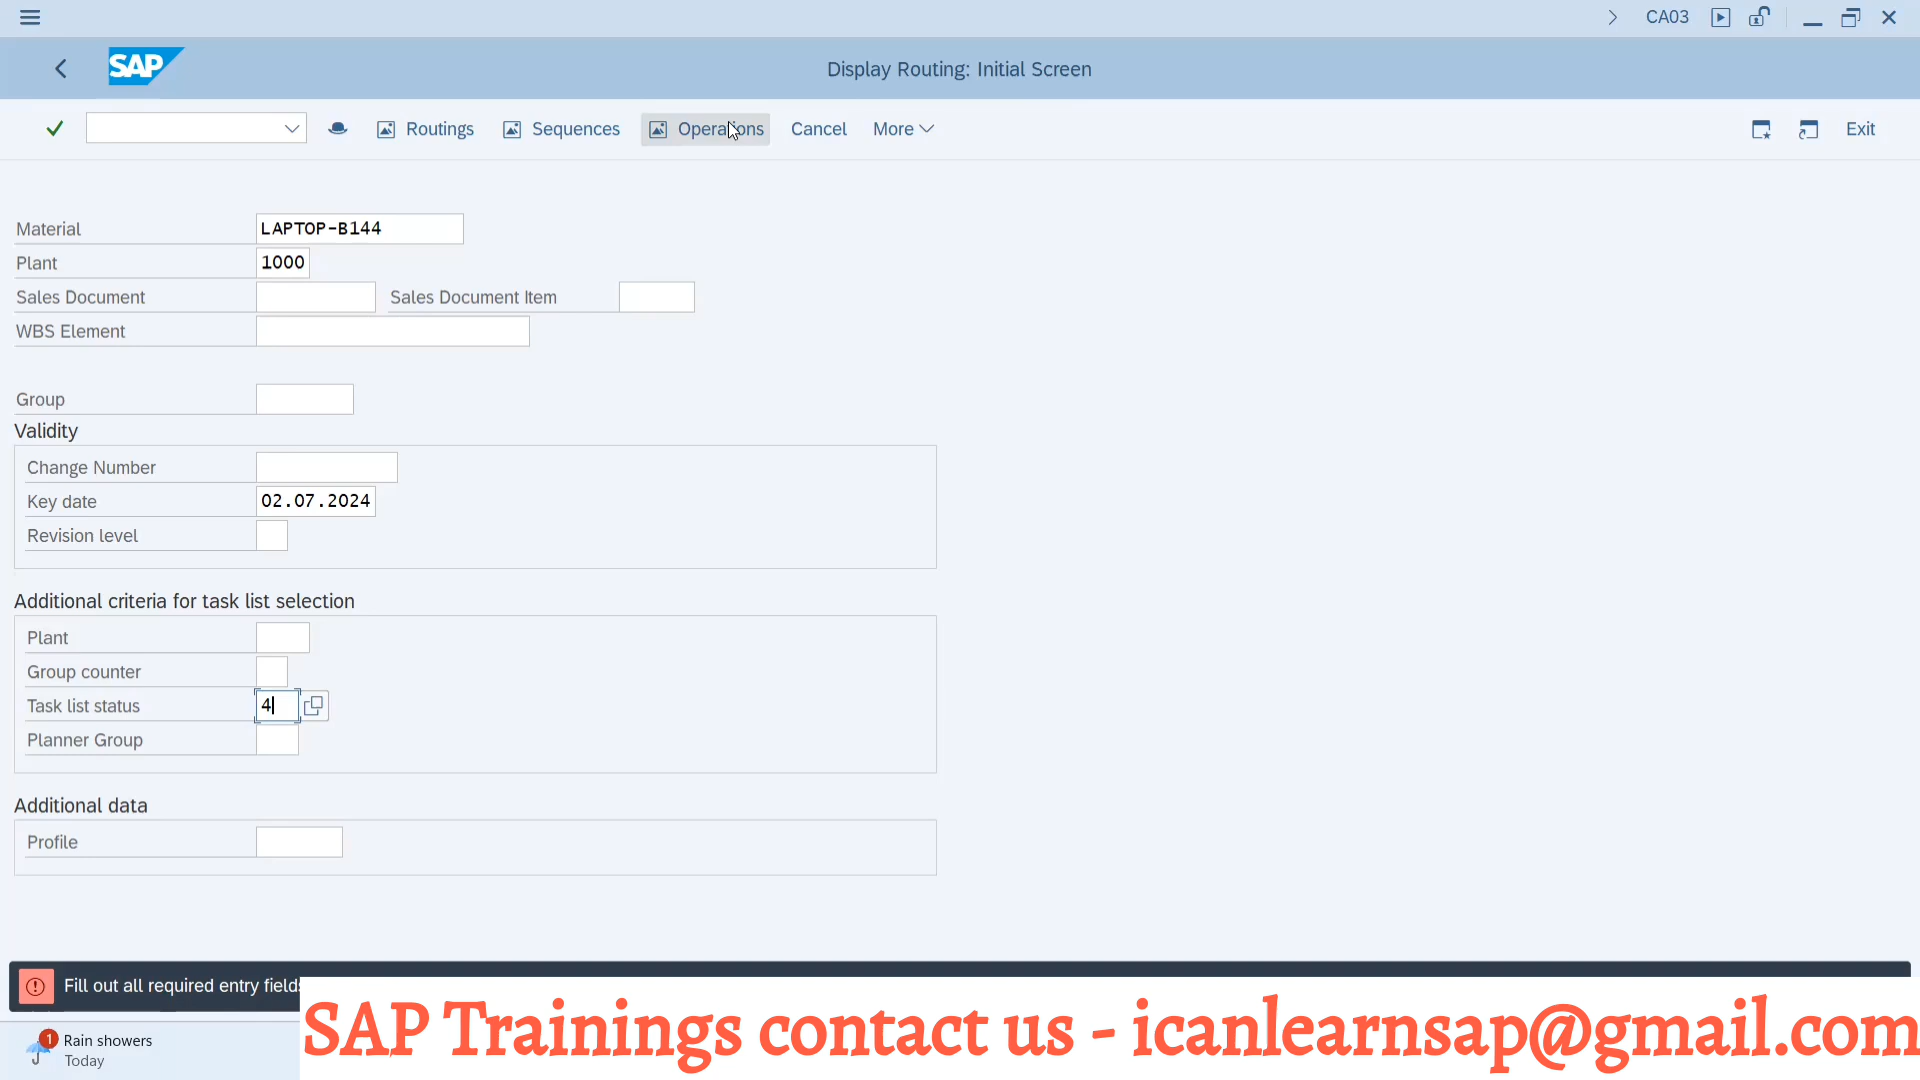 CA03
SAP
Display Routing: Initial Screen
Routings
Sequences
Operations
Cancel
More
Exit
Material
LAPTOP-B144
Plant
1000
Sales Document
Sales Document Item
WBS Element
Group
Validity
Change Number
Key date
02.07.2024
Revision level
Additional criteria for task list selection
Plant
Group counter
Task list status
4
Planner Group
Additional data
Profile
Fill out all required entry fields
SAP Trainings contact us - icanlearnsap@gmail.com
1
Rain showers
Today